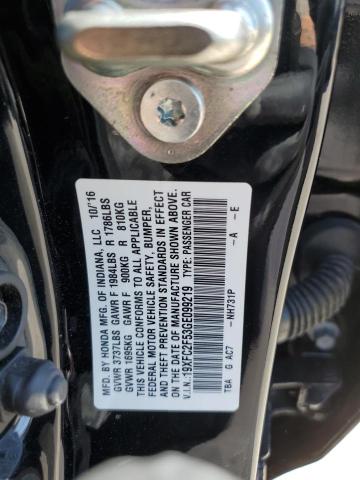 MFD. BY HONDA MFG. OF INDIANA, LLC 10/'16
GVWR 3737LBS GAWR F 1984LBS R 1786LBS
GVWR 1695KG GAWR F 900KG R 810KG
THIS VEHICLE CONFORMS TO ALL APPLICABLE
FEDERAL MOTOR VEHICLE SAFETY, BUMPER,
AND THEFT PREVENTION STANDARDS IN EFFECT
ON THE DATE OF MANUFACTURE SHOWN ABOVE.
V.I.N. 19XFC2F53GE099219 TYPE: PASSENGER CAR
TBA G AC7 —NH731P —A —E